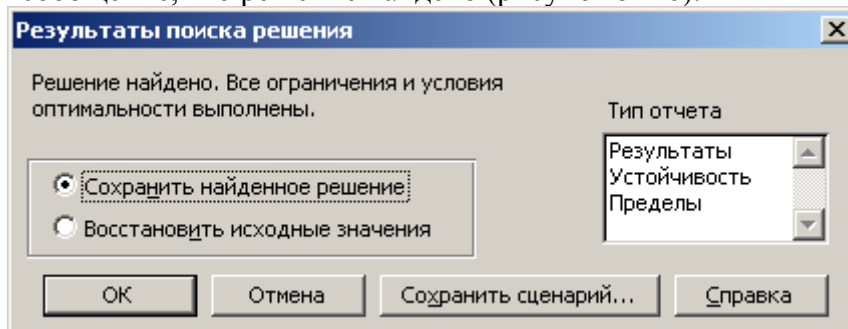 Результаты поиска решения
Решение найдено. Все ограничения и условия
оптимальности выполнены.
Тип отчета
Результаты
Устойчивость
Пределы
Сохранить найденное решение
Восстановить исходные значения
ОК
Отмена
Сохранить сценарий...
Справка